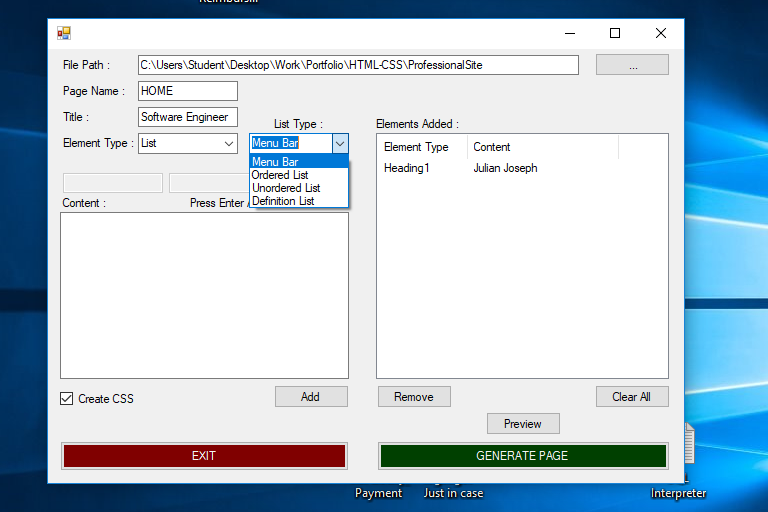 File Path :
C:\Users\Student\Desktop\Work\Portfolio\HTML-CSS\ProfessionalSite
...
Page Name :
HOME
Title :
Software Engineer
List Type :
Elements Added :
Element Type :
List
Menu Bar
Element Type
Content
Menu Bar
Heading1
Julian Joseph
Ordered List
Unordered List
Definition List
Content :
Press Enter
Create CSS
Add
Remove
Clear All
Preview
EXIT
GENERATE PAGE
Payment
Just in case
Interpreter